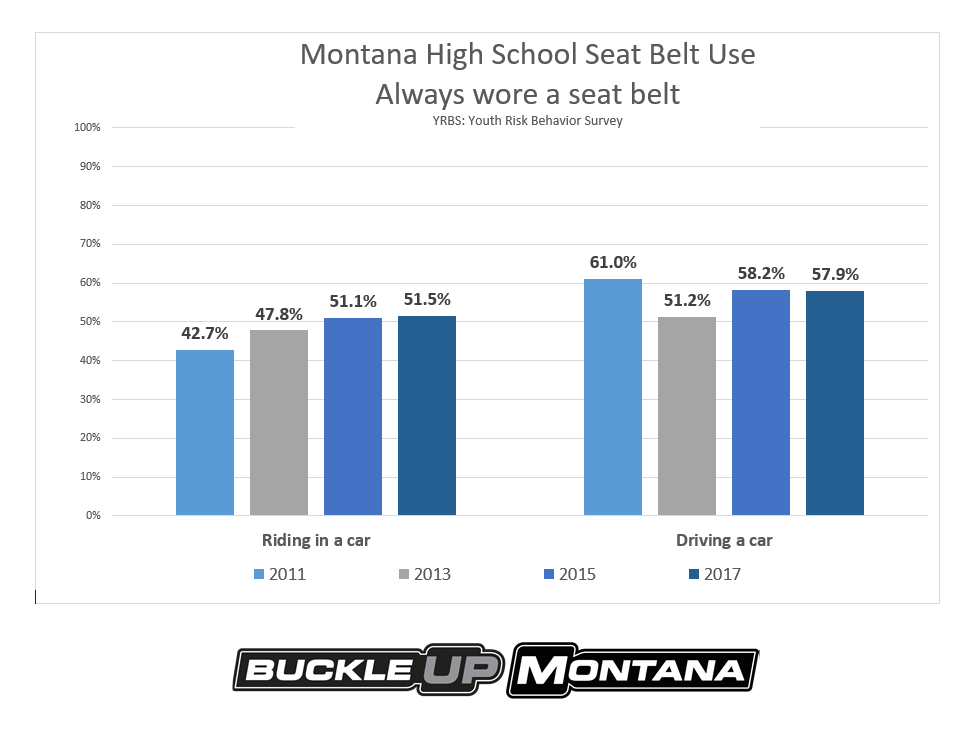 Montana High School Seat Belt Use
Always wore a seat belt
YRBS: Youth Risk Behavior Survey
100%
90%
80%
70%
60%
50%
40%
30%
20%
10%
0%
42.7%
47.8%
51.1%
51.5%
61.0%
51.2%
58.2%
57.9%
Riding in a car
Driving a car
2011 2013 2015 2017
BUCKLE UP MONTANA